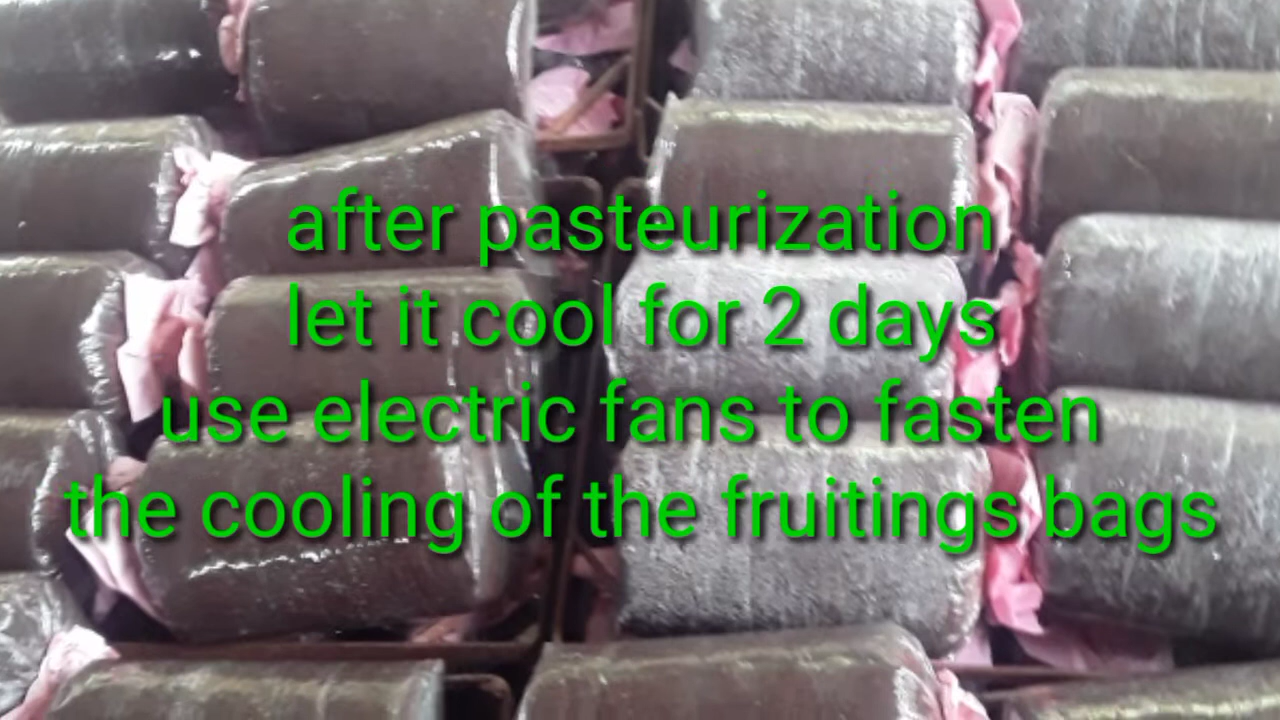 after pasteurization
let it cool for 2 days
use electric fans to fasten
the cooling of the fruitings bags